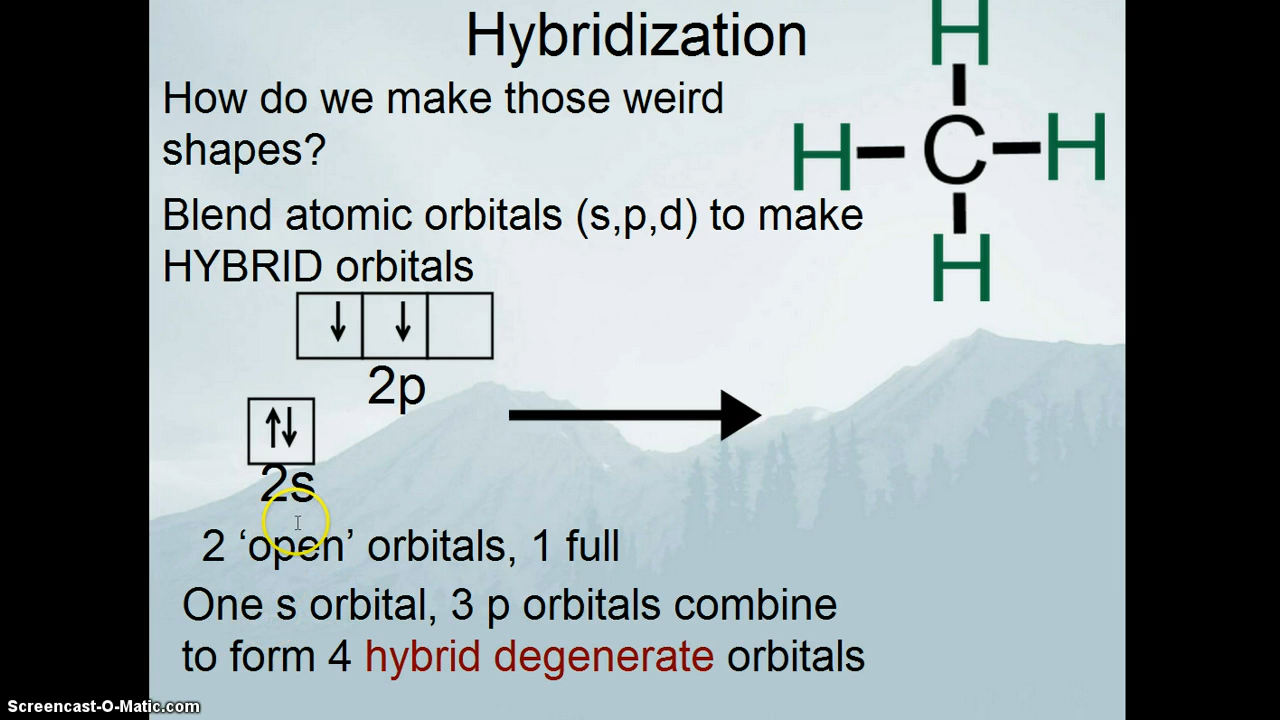 Hybridization
How do we make those weird
shapes?
H
H C H
H
Blend atomic orbitals (s,p,d) to make
HYBRID orbitals
2p
2s
2 ‘open’ orbitals, 1 full
One s orbital, 3 p orbitals combine
to form 4 hybrid degenerate orbitals
Screencast-O-Matic.com